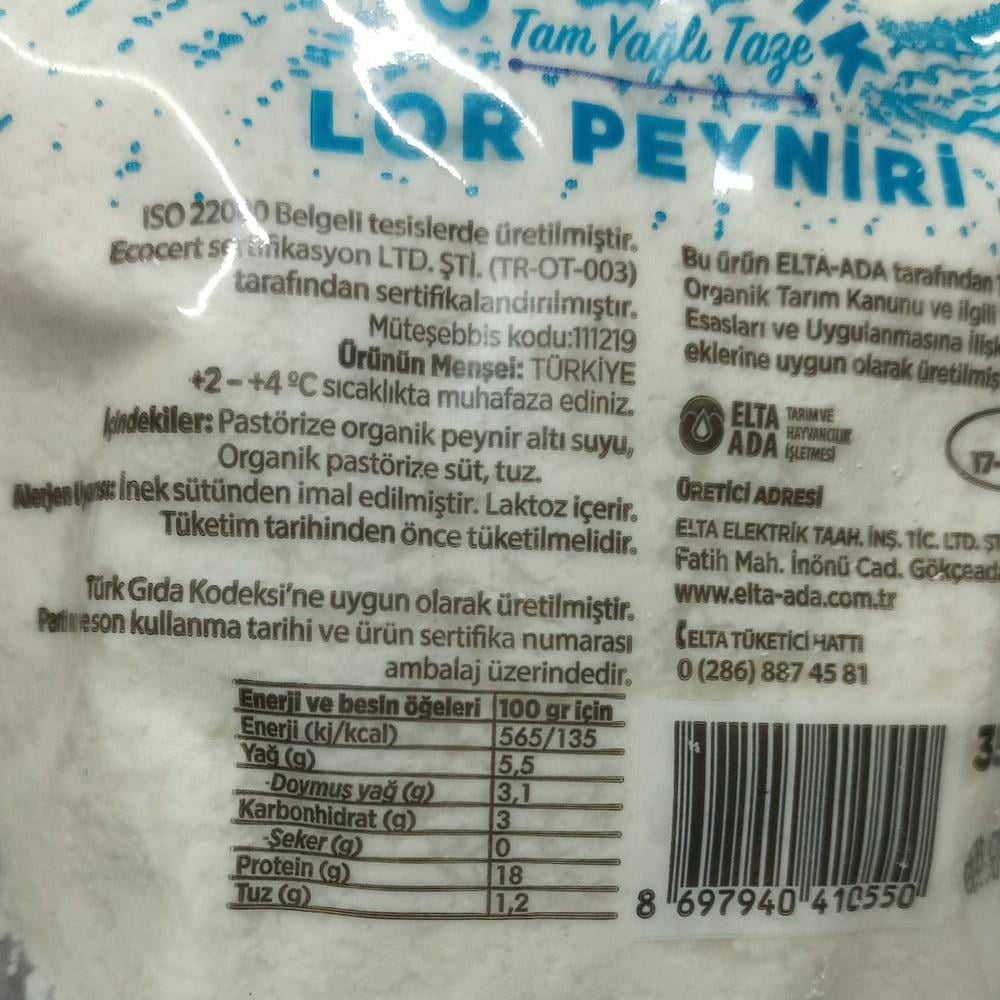 Tam Yağlı Taze
LOR PEYNİRİ
ISO 22000 Belgeli tesislerde üretilmiştir.
Ecocert sertifikasyon LTD. ŞTİ. (TR-OT-003)
tarafından sertifikalandırılmıştır.
Müteşebbis kodu:111219
Ürünün Menşei: TÜRKİYE
+2 - +4 ºC sıcaklıkta muhafaza ediniz.
İçindekiler: Pastörize organik peynir altı suyu,
Organik pastörize süt, tuz.
Alerjen Uyarısı: İnek sütünden imal edilmiştir. Laktoz içerir.
Tüketim tarihinden önce tüketilmelidir.
Türk Gıda Kodeksi'ne uygun olarak üretilmiştir.
Parti ve son kullanma tarihi ve ürün sertifika numarası
ambalaj üzerindedir.
Enerji ve besin öğeleri 100 gr için
Enerji (kj/kcal) 565/135
Yağ (g) 5,5
-Doymuş yağ (g) 3,1
Karbonhidrat (g) 3
-Şeker (g) 0
Protein (g) 18
Tuz (g) 1,2
Bu ürün ELTA-ADA tarafından
Organik Tarım Kanunu ve ilgili
Esasları ve Uygulanmasına İlişk
eklerine uygun olarak üretilmiş
ELTA ADA TARIM VE HAYVANCILIK İŞLETMESİ
17-
ÜRETİCİ ADRESİ
ELTA ELEKTRİK TAAH. İNŞ. TİC. LTD. ŞT
Fatih Mah. İnönü Cad. Gökçead
www.elta-ada.com.tr
ELTA TÜKETİCİ HATTI
0 (286) 887 45 81
8 697940 410550